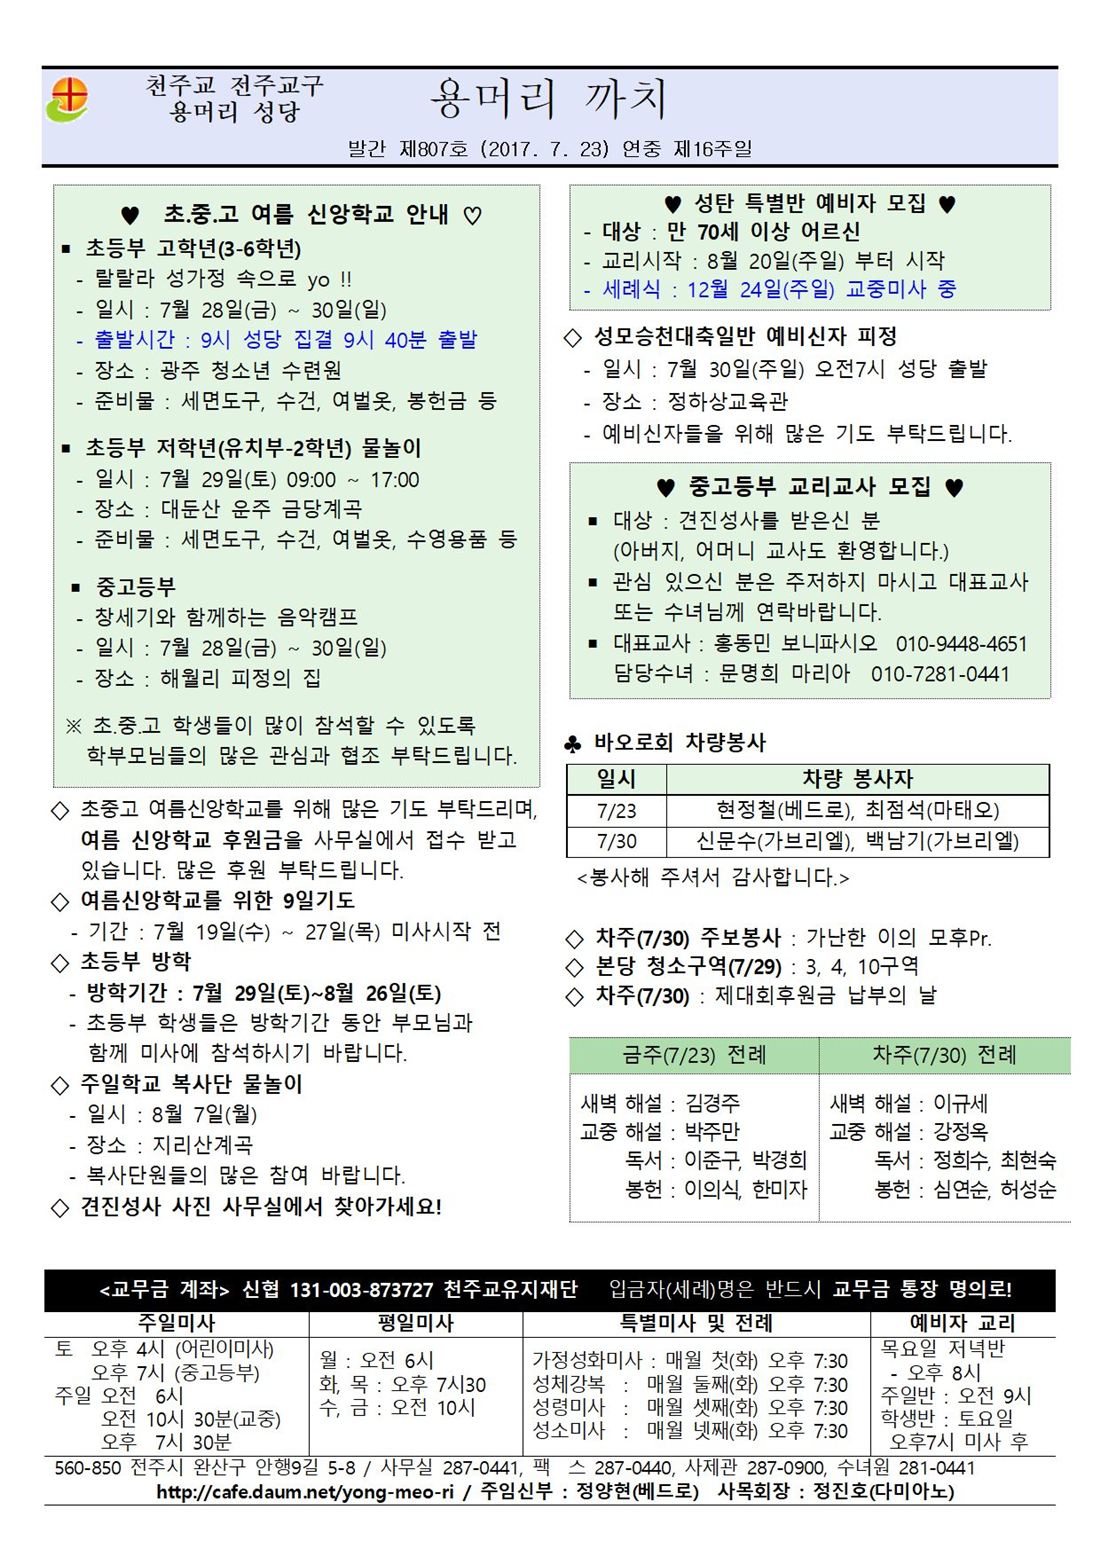 천주교 전주교구
용머리 성당
용머리 까치
발간 제807호 (2017. 7. 23) 연중 제16주일
♥ 초.중.고 여름 신앙학교 안내 ♡
■ 초등부 고학년(3-6학년)
- 랄랄라 성가정 속으로 yo !!
- 일시 : 7월 28일(금) ~ 30일(일)
- 출발시간 : 9시 성당 집결 9시 40분 출발
- 장소 : 광주 청소년 수련원
- 준비물 : 세면도구, 수건, 여벌옷, 봉헌금 등
■ 초등부 저학년(유치부-2학년) 물놀이
- 일시 : 7월 29일(토) 09:00 ~ 17:00
- 장소 : 대둔산 운주 금당계곡
- 준비물 : 세면도구, 수건, 여벌옷, 수영용품 등
■ 중고등부
- 창세기와 함께하는 음악캠프
- 일시 : 7월 28일(금) ~ 30일(일)
- 장소 : 해월리 피정의 집
※ 초.중.고 학생들이 많이 참석할 수 있도록
학부모님들의 많은 관심과 협조 부탁드립니다.
◇ 초중고 여름신앙학교를 위해 많은 기도 부탁드리며,
여름 신앙학교 후원금을 사무실에서 접수 받고
있습니다. 많은 후원 부탁드립니다.
◇ 여름신앙학교를 위한 9일기도
- 기간 : 7월 19일(수) ~ 27일(목) 미사시작 전
◇ 초등부 방학
- 방학기간 : 7월 29일(토)~8월 26일(토)
- 초등부 학생들은 방학기간 동안 부모님과
함께 미사에 참석하시기 바랍니다.
◇ 주일학교 복사단 물놀이
- 일시 : 8월 7일(월)
- 장소 : 지리산계곡
- 복사단원들의 많은 참여 바랍니다.
◇ 견진성사 사진 사무실에서 찾아가세요!
♥ 성탄 특별반 예비자 모집 ♥
- 대상 : 만 70세 이상 어르신
- 교리시작 : 8월 20일(주일) 부터 시작
- 세례식 : 12월 24일(주일) 교중미사 중
◇ 성모승천대축일반 예비신자 피정
- 일시 : 7월 30일(주일) 오전7시 성당 출발
- 장소 : 정하상교육관
- 예비신자들을 위해 많은 기도 부탁드립니다.
♥ 중고등부 교리교사 모집 ♥
■ 대상 : 견진성사를 받은신 분
(아버지, 어머니 교사도 환영합니다.)
■ 관심 있으신 분은 주저하지 마시고 대표교사
또는 수녀님께 연락바랍니다.
■ 대표교사 : 홍동민 보니파시오 010-9448-4651
담당수녀 : 문명희 마리아 010-7281-0441
♣ 바오로회 차량봉사
일시 차량 봉사자
7/23 현정철(베드로), 최점석(마태오)
7/30 신문수(가브리엘), 백남기(가브리엘)
<봉사해 주셔서 감사합니다.>
◇ 차주(7/30) 주보봉사 : 가난한 이의 모후Pr.
◇ 본당 청소구역(7/29) : 3, 4, 10구역
◇ 차주(7/30) : 제대회후원금 납부의 날
금주(7/23) 전례 차주(7/30) 전례
새벽 해설 : 김경주 새벽 해설 : 이규세
교중 해설 : 박주만 교중 해설 : 강정옥
독서 : 이준구, 박경희 독서 : 정희수, 최현숙
봉헌 : 이의식, 한미자 봉헌 : 심연순, 허성순
<교무금 계좌> 신협 131-003-873727 천주교유지재단 입금자(세례)명은 반드시 교무금 통장 명의로!
주일미사 평일미사 특별미사 및 전례 예비자 교리
토 오후 4시 (어린이미사)
오후 7시 (중고등부)
주일 오전 6시
오전 10시 30분(교중)
오후 7시 30분
월 : 오전 6시
화, 목 : 오후 7시30
수, 금 : 오전 10시
가정성화미사 : 매월 첫(화) 오후 7:30
성체강복 : 매월 둘째(화) 오후 7:30
성령미사 : 매월 셋째(화) 오후 7:30
성소미사 : 매월 넷째(화) 오후 7:30
목요일 저녁반
- 오후 8시
주일반 : 오전 9시
학생반 : 토요일
오후7시 미사 후
560-850 전주시 완산구 안행9길 5-8 / 사무실 287-0441, 팩 스 287-0440, 사제관 287-0900, 수녀원 281-0441
http://cafe.daum.net/yong-meo-ri / 주임신부 : 정양현(베드로) 사목회장 : 정진호(다미아노)